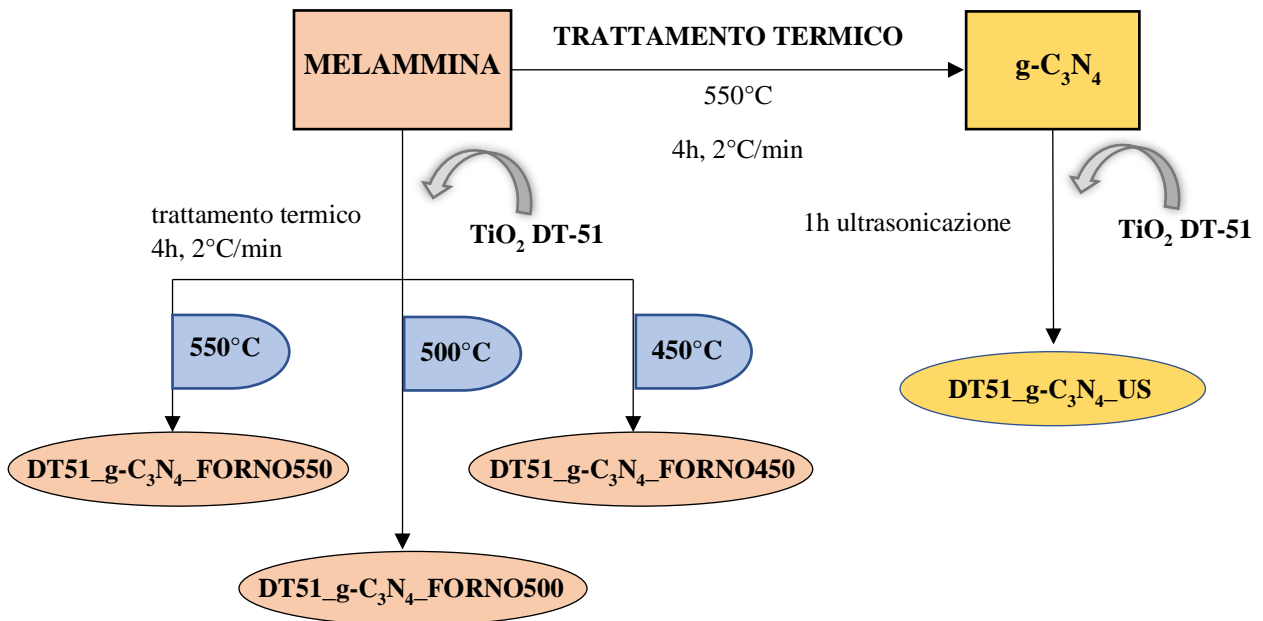 MELAMMINA
TRATTAMENTO TERMICO
550°C
4h, 2°C/min
g-C₃N₄
trattamento termico
4h, 2°C/min
TiO₂ DT-51
1h ultrasonicazione
TiO₂ DT-51
550°C
500°C
450°C
DT51_g-C₃N₄_US
DT51_g-C₃N₄_FORNO550
DT51_g-C₃N₄_FORNO450
DT51_g-C₃N₄_FORNO500